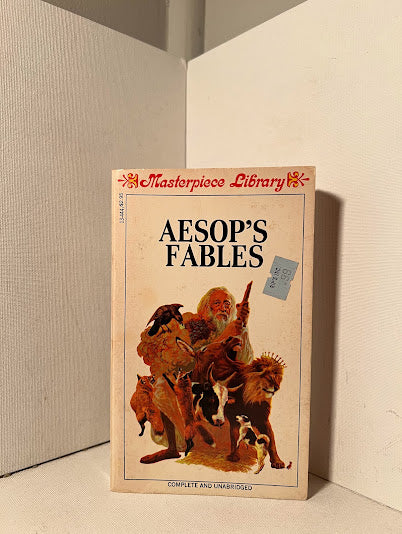 Masterpiece Library
AESOP'S
FABLES
COMPLETE AND UNABRIDGED